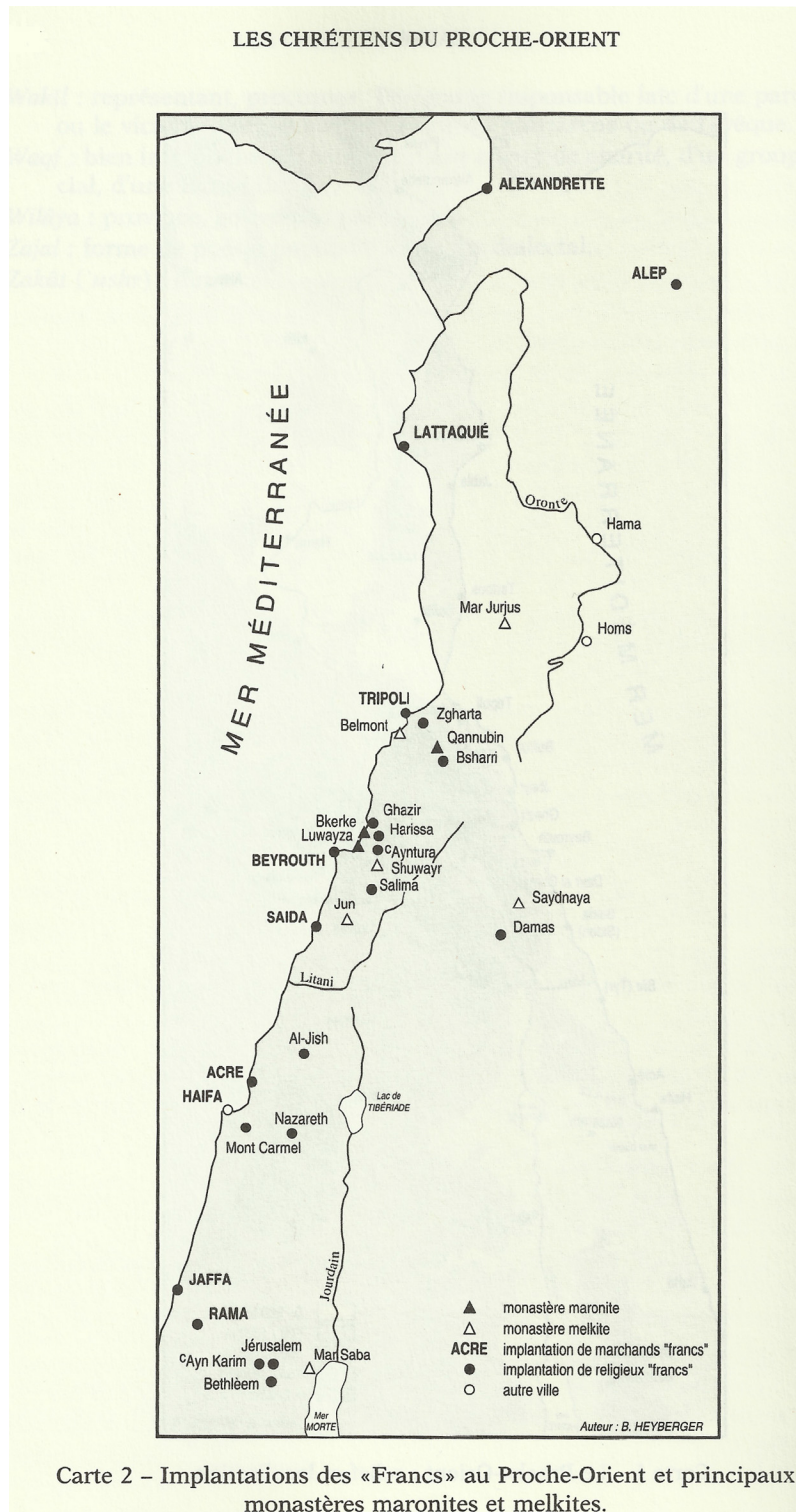 LES CHRÉTIENS DU PROCHE-ORIENT
ALEXANDRETTE
ALEP
LATTAQUIÉ
MER MÉDITERRANÉE
Oronte
Hama
Mar Jurjus
Homs
TRIPOLI
Zgharta
Belmont
Qannubin
Bsharri
Ghazir
Bkerke
Harissa
Luwayza
BEYROUTH
ᶜAyntura
Shuwayr
Salimá
Jun
Saydnaya
SAIDA
Damas
Litani
Al-Jish
ACRE
HAIFA
Lac de
TIBÉRIADE
Nazareth
Mont Carmel
Jourdain
JAFFA
RAMA
Jérusalem
ᶜAyn Karim
Mar Saba
Bethlèem
Mer
MORTE
monastère maronite
monastère melkite
ACRE implantation de marchands "francs"
implantation de religieux "francs"
autre ville
Auteur : B. HEYBERGER
Carte 2 – Implantations des «Francs» au Proche-Orient et principaux
monastères maronites et melkites.